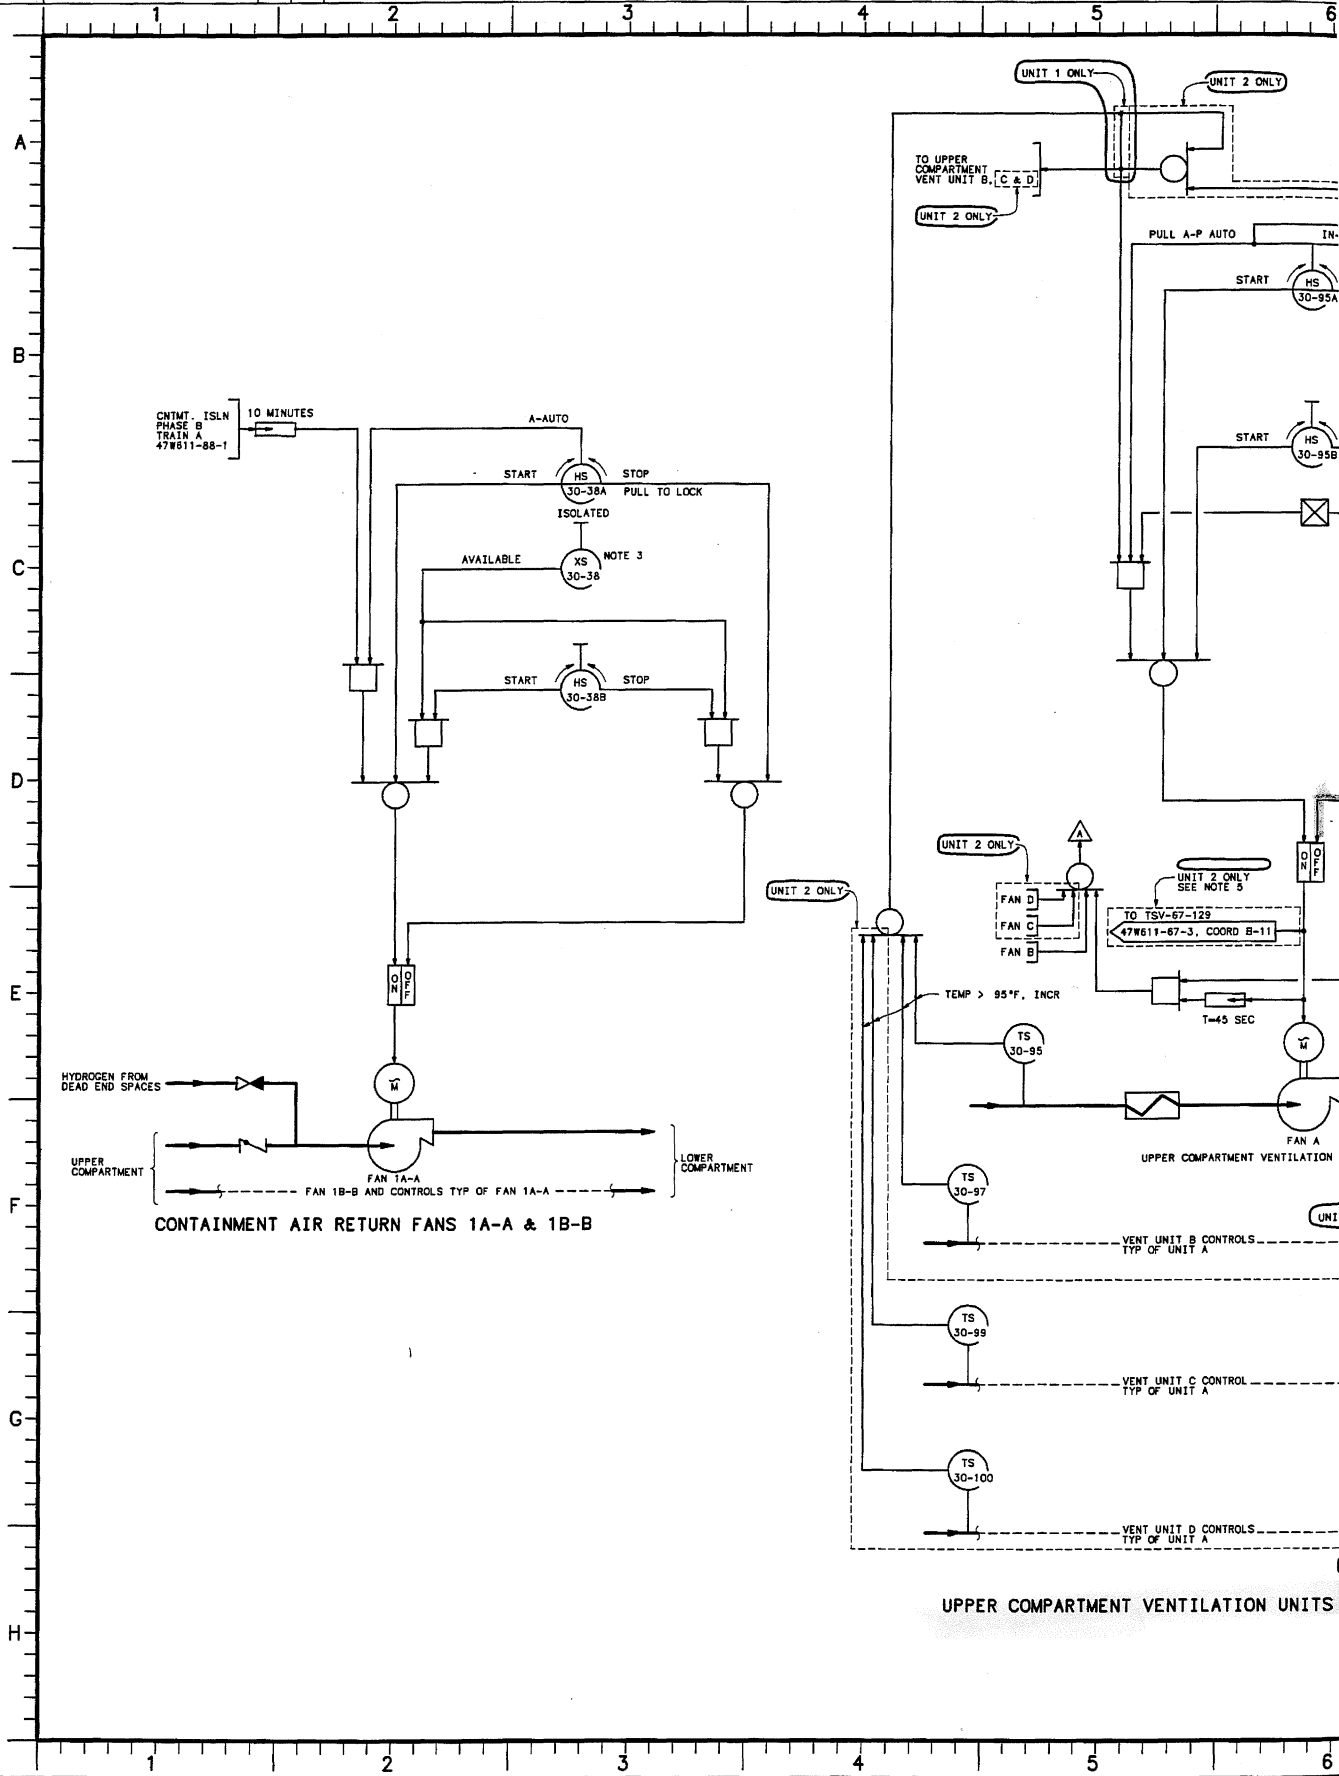 1 2 3 4 5 6
UNIT 1 ONLY
UNIT 2 ONLY
A
TO UPPER
COMPARTMENT
VENT UNIT B, C & D
UNIT 2 ONLY
PULL A-P AUTO
IN-
START
HS
30-95A
B
CNTMT. ISLN
PHASE B
TRAIN A
47W611-88-1
10 MINUTES
A-AUTO
START
HS
30-95B
START
HS
30-38A
STOP
PULL TO LOCK
ISOLATED
C
AVAILABLE
XS
30-38
NOTE 3
START
HS
30-38B
STOP
D
A
UNIT 2 ONLY
ON
OFF
UNIT 2 ONLY
SEE NOTE 5
UNIT 2 ONLY
FAN D
FAN C
FAN B
TO TSV-67-129
47W611-67-3, COORD B-11
E
ON
OFF
TEMP > 95°F, INCR
T=45 SEC
TS
30-95
M
HYDROGEN FROM
DEAD END SPACES
M
FAN A
UPPER COMPARTMENT VENTILATION
UPPER
COMPARTMENT
LOWER
COMPARTMENT
FAN 1A-A
FAN 1B-B AND CONTROLS TYP OF FAN 1A-A
TS
30-97
F
CONTAINMENT AIR RETURN FANS 1A-A & 1B-B
UNI
VENT UNIT B CONTROLS
TYP OF UNIT A
TS
30-99
VENT UNIT C CONTROL
TYP OF UNIT A
G
TS
30-100
VENT UNIT D CONTROLS
TYP OF UNIT A
UPPER COMPARTMENT VENTILATION UNITS
H
1 2 3 4 5 6